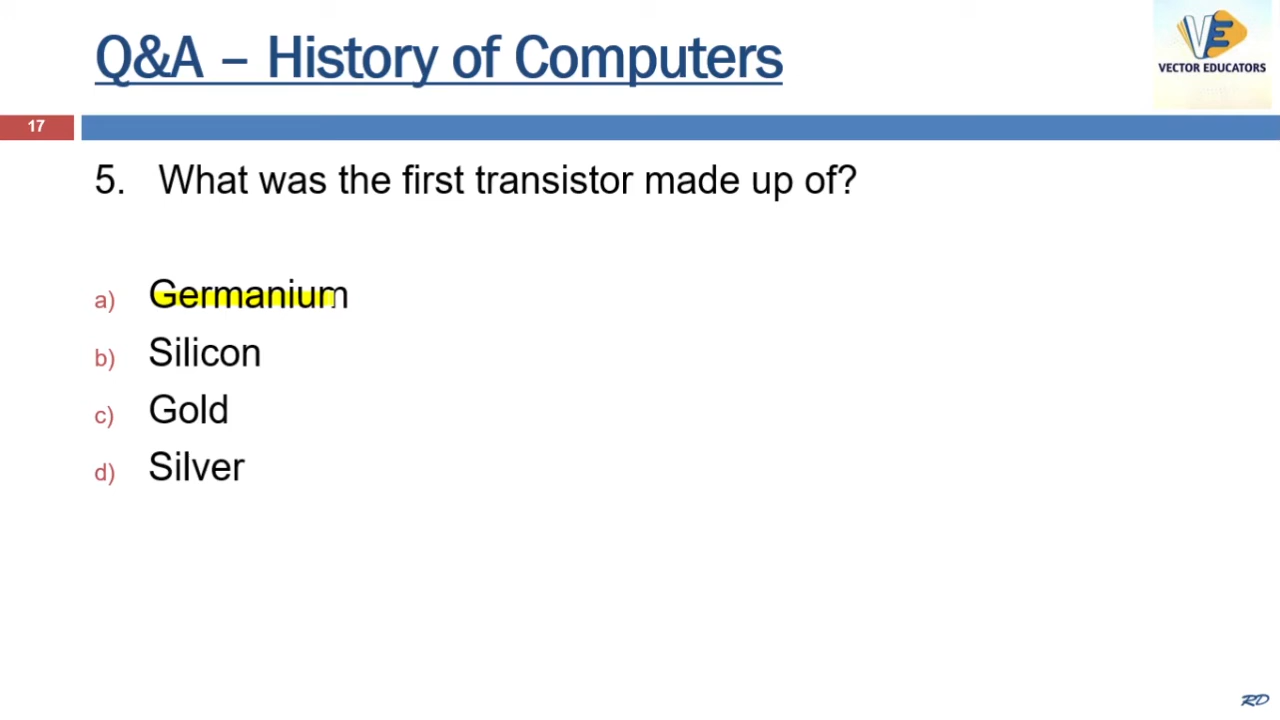 Q&A – History of Computers
VE
VECTOR EDUCATORS
17
5. What was the first transistor made up of?
a) Germanium
b) Silicon
c) Gold
d) Silver
RD